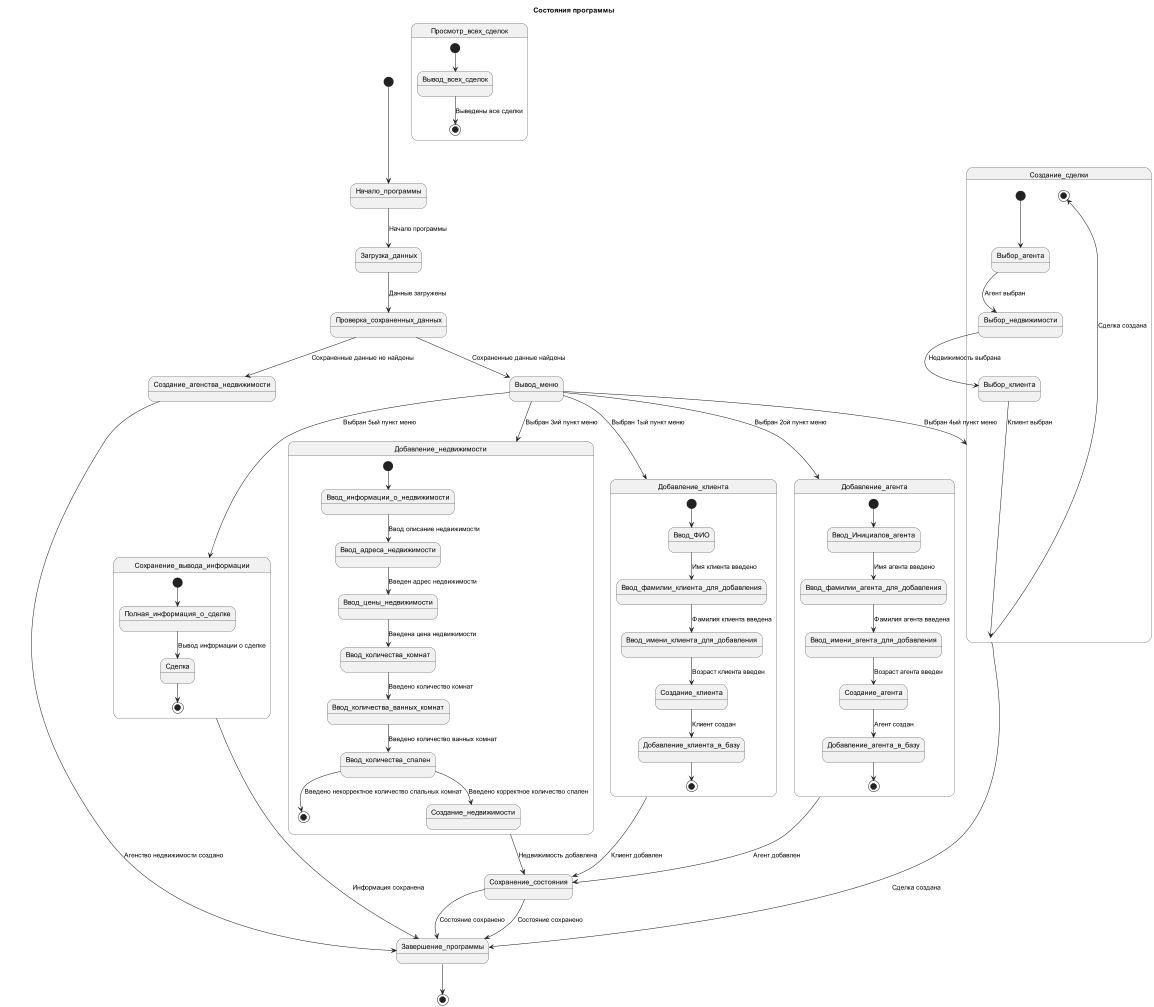 Состояния программы
Просмотр_всех_сделок
Вывод_всех_сделок
Выведены все сделки
Начало_программы
Начало программы
Загрузка_данных
Данные загружены
Проверка_сохраненных_данных
Сохраненные данные не найдены
Сохраненные данные найдены
Создание_агенства_недвижимости
Вывод_меню
Создание_сделки
Выбор_агента
Агент выбран
Выбор_недвижимости
Сделка создана
Недвижимость выбрана
Выбор_клиента
Клиент выбран
Выбран 5ый пункт меню
Выбран 3ий пункт меню
Выбран 1ый пункт меню
Выбран 2ой пункт меню
Выбран 4ый пункт меню
Сохранение_вывода_информации
Полная_информация_о_сделке
Вывод информации о сделке
Сделка
Добавление_недвижимости
Ввод_информации_о_недвижимости
Ввод описание недвижимости
Ввод_адреса_недвижимости
Введен адрес недвижимости
Ввод_цены_недвижимости
Введена цена недвижимости
Ввод_количества_комнат
Введено количество комнат
Ввод_количества_ванных_комнат
Введено количество ванных комнат
Ввод_количества_спален
Введено некорректное количество спальных комнат
Введено корректное количество спален
Создание_недвижимости
Добавление_клиента
Ввод_ФИО
Имя клиента введено
Ввод_фамилии_клиента_для_добавления
Фамилия клиента введена
Ввод_имени_клиента_для_добавления
Возраст клиента введен
Создание_клиента
Клиент создан
Добавление_клиента_в_базу
Добавление_агента
Ввод_Инициалов_агента
Имя агента введено
Ввод_фамилии_агента_для_добавления
Фамилия агента введена
Ввод_имени_агента_для_добавления
Возраст агента введен
Создание_агента
Агент создан
Добавление_агента_в_базу
Агенство недвижимости создано
Недвижимость добавлена
Клиент добавлен
Агент добавлен
Сохранение_состояния
Информация сохранена
Сделка создана
Состояние сохранено
Состояние сохранено
Завершение_программы